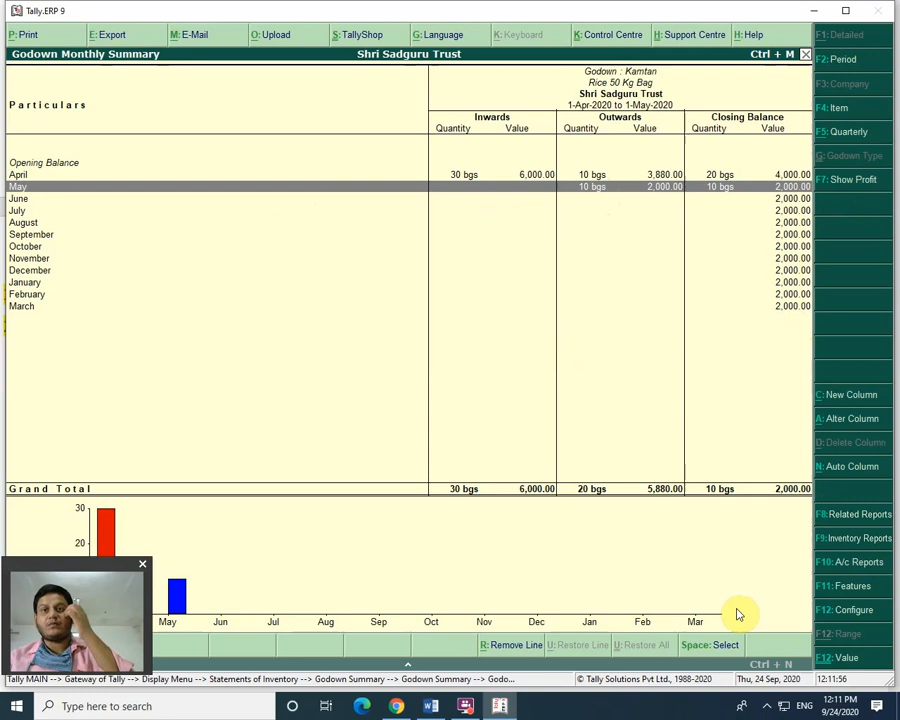 Tally.ERP 9
P: Print E: Export M: E-Mail O: Upload S: TallyShop G: Language K: Keyboard K: Control Centre H: Support Centre H: Help
Godown Monthly Summary Shri Sadguru Trust Ctrl + M
Particulars
Godown : Kamtan
Rice 50 Kg Bag
Shri Sadguru Trust
1-Apr-2020 to 1-May-2020
Inwards Outwards Closing Balance
Quantity Value Quantity Value Quantity Value
Opening Balance
April 30 bgs 6,000.00 10 bgs 3,880.00 20 bgs 4,000.00
May 10 bgs 2,000.00 10 bgs 2,000.00
June 2,000.00
July 2,000.00
August 2,000.00
September 2,000.00
October 2,000.00
November 2,000.00
December 2,000.00
January 2,000.00
February 2,000.00
March 2,000.00
Grand Total 30 bgs 6,000.00 20 bgs 5,880.00 10 bgs 2,000.00
30
20
May Jun Jul Aug Sep Oct Nov Dec Jan Feb Mar
R: Remove Line U: Restore Line U: Restore All Space: Select
Ctrl + N
Tally MAIN --> Gateway of Tally --> Display Menu --> Statements of Inventory --> Godown Summary --> Godown Summary --> Godo... © Tally Solutions Pvt Ltd., 1988-2020 Thu, 24 Sep, 2020 12:11:56
F1: Detailed
F2: Period
F3: Company
F4: Item
F5: Quarterly
G: Godown Type
F7: Show Profit
C: New Column
A: Alter Column
D: Delete Column
N: Auto Column
F8: Related Reports
F9: Inventory Reports
F10: A/c Reports
F11: Features
F12: Configure
F12: Range
F12: Value
Type here to search
ENG
12:11 PM
9/24/2020